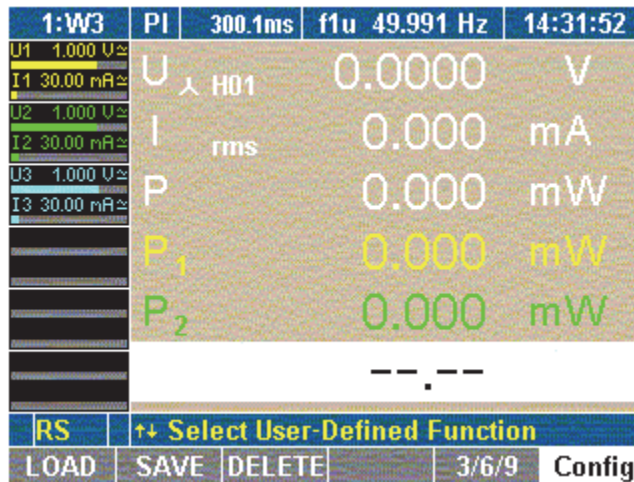 1:W3 PI 300.1ms f1u 49.991 Hz 14:31:52
U1 1.000 V≃
I1 30.00 mA≃
U2 1.000 V≃
I2 30.00 mA≃
U3 1.000 V≃
I3 30.00 mA≃
U ⅄ H01 0.0000 V
I rms 0.000 mA
P 0.000 mW
P1 0.000 mW
P2 0.000 mW
--.--
RS ↑↓ Select User-Defined Function
LOAD SAVE DELETE 3/6/9 Config